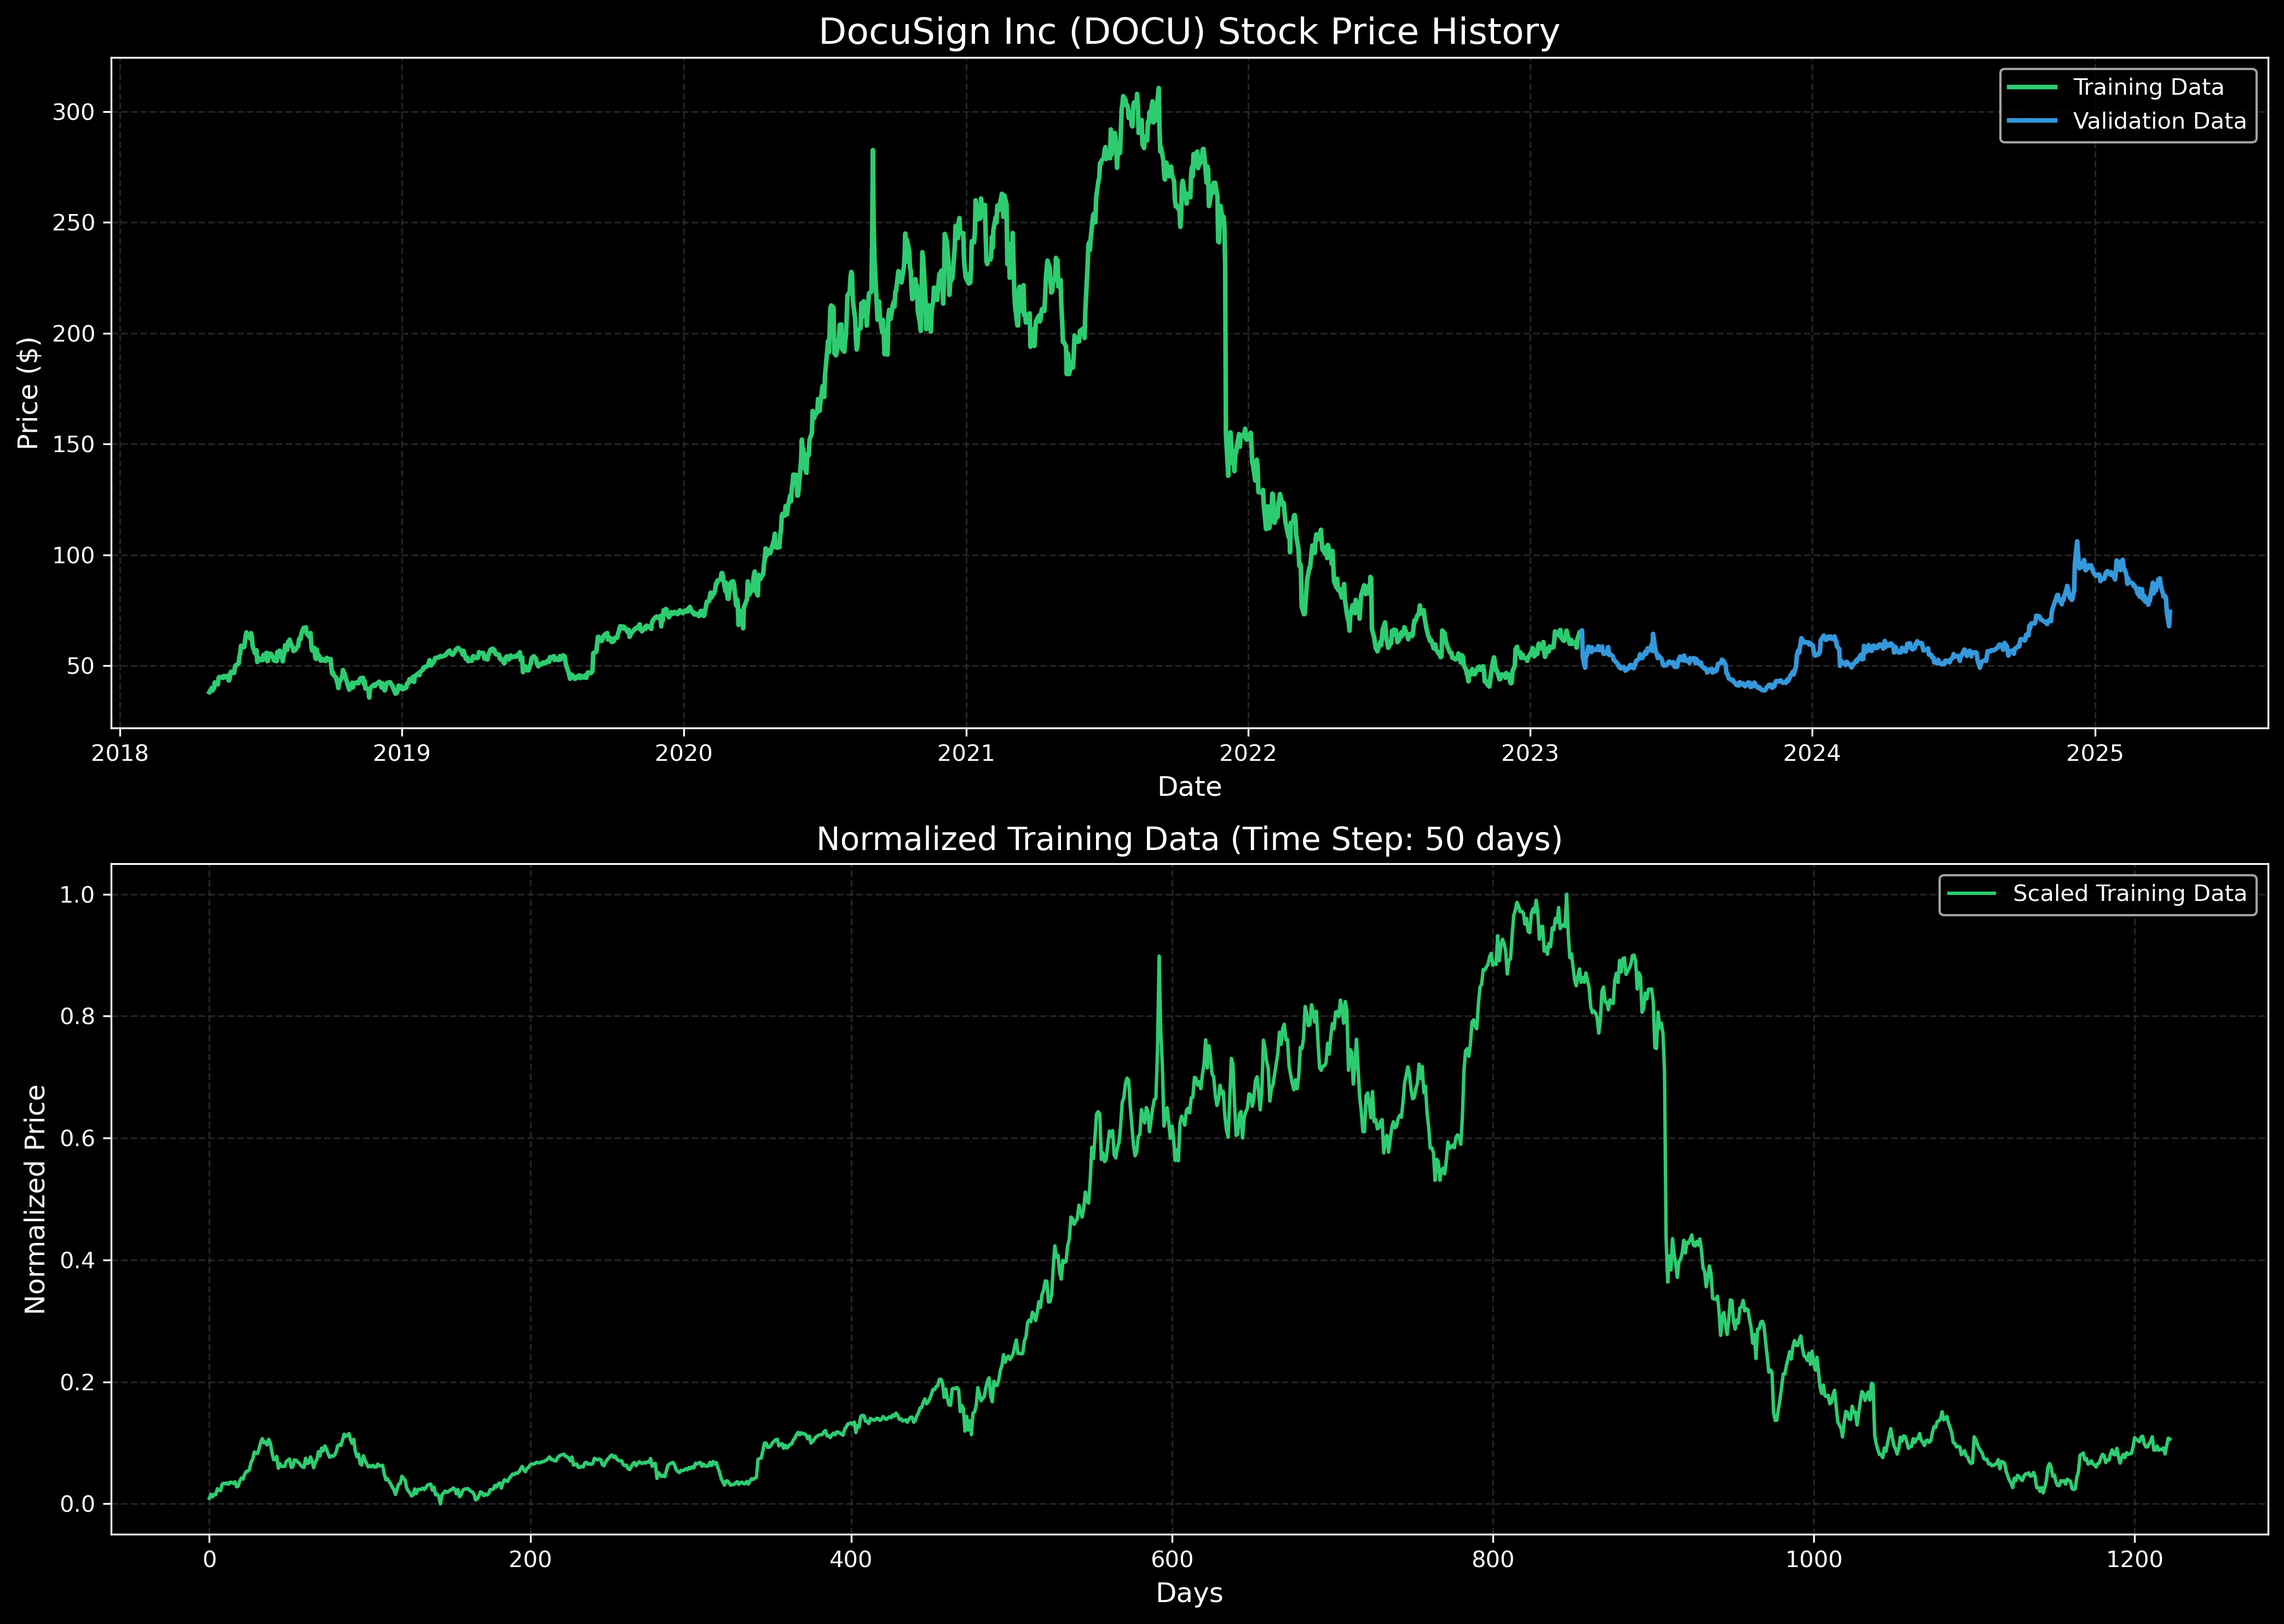 DocuSign Inc (DOCU) Stock Price History
Training Data
Validation Data
300
250
200
150
100
50
Price ($)
2018 2019 2020 2021 2022 2023 2024 2025
Date
Normalized Training Data (Time Step: 50 days)
Scaled Training Data
1.0
0.8
0.6
0.4
0.2
0.0
Normalized Price
0 200 400 600 800 1000 1200
Days